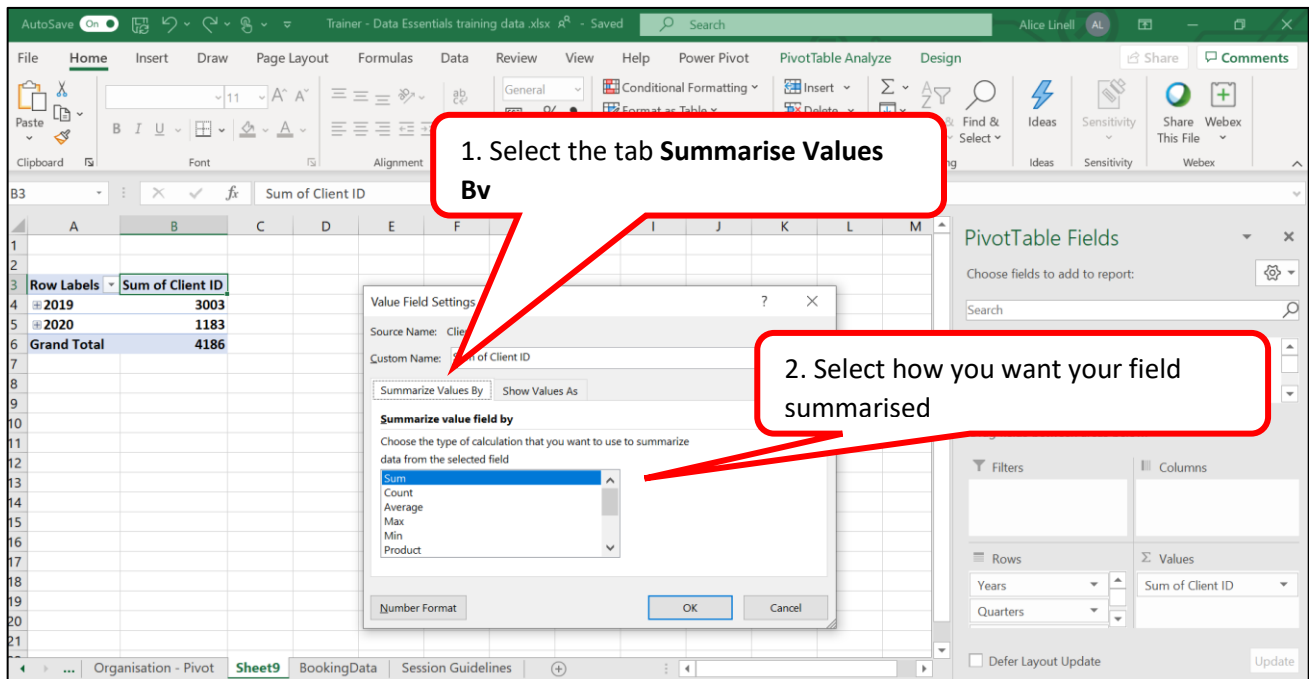 AutoSave On Trainer - Data Essentials training data .xlsx - Saved Search Alice Linell AL
File Home Insert Draw Page Layout Formulas Data Review View Help Power Pivot PivotTable Analyze Design Share Comments
Paste
11 A^ A˅ ab General Conditional Formatting Insert Σ A Z
B I U A % Format as Table Delete Find & Select Ideas Sensitivity Share This File Webex
Clipboard Font Alignment Ideas Sensitivity Webex
1. Select the tab Summarise Values
By
B3 fx Sum of Client ID
A B C D E F I J K L M
1
2
3 Row Labels Sum of Client ID
4 2019 3003
5 2020 1183
6 Grand Total 4186
7
8
9
10
11
12
13
14
15
16
17
18
19
20
21
Value Field Settings ? ×
Source Name:
Custom Name: of Client ID
Summarize Values By Show Values As
Summarize value field by
Choose the type of calculation that you want to use to summarize
data from the selected field
Sum
Count
Average
Max
Min
Product
Number Format OK Cancel
2. Select how you want your field
summarised
PivotTable Fields
Choose fields to add to report:
Search
Filters Columns
Rows Σ Values
Years Sum of Client ID
Quarters
Defer Layout Update Update
... Organisation - Pivot Sheet9 BookingData Session Guidelines